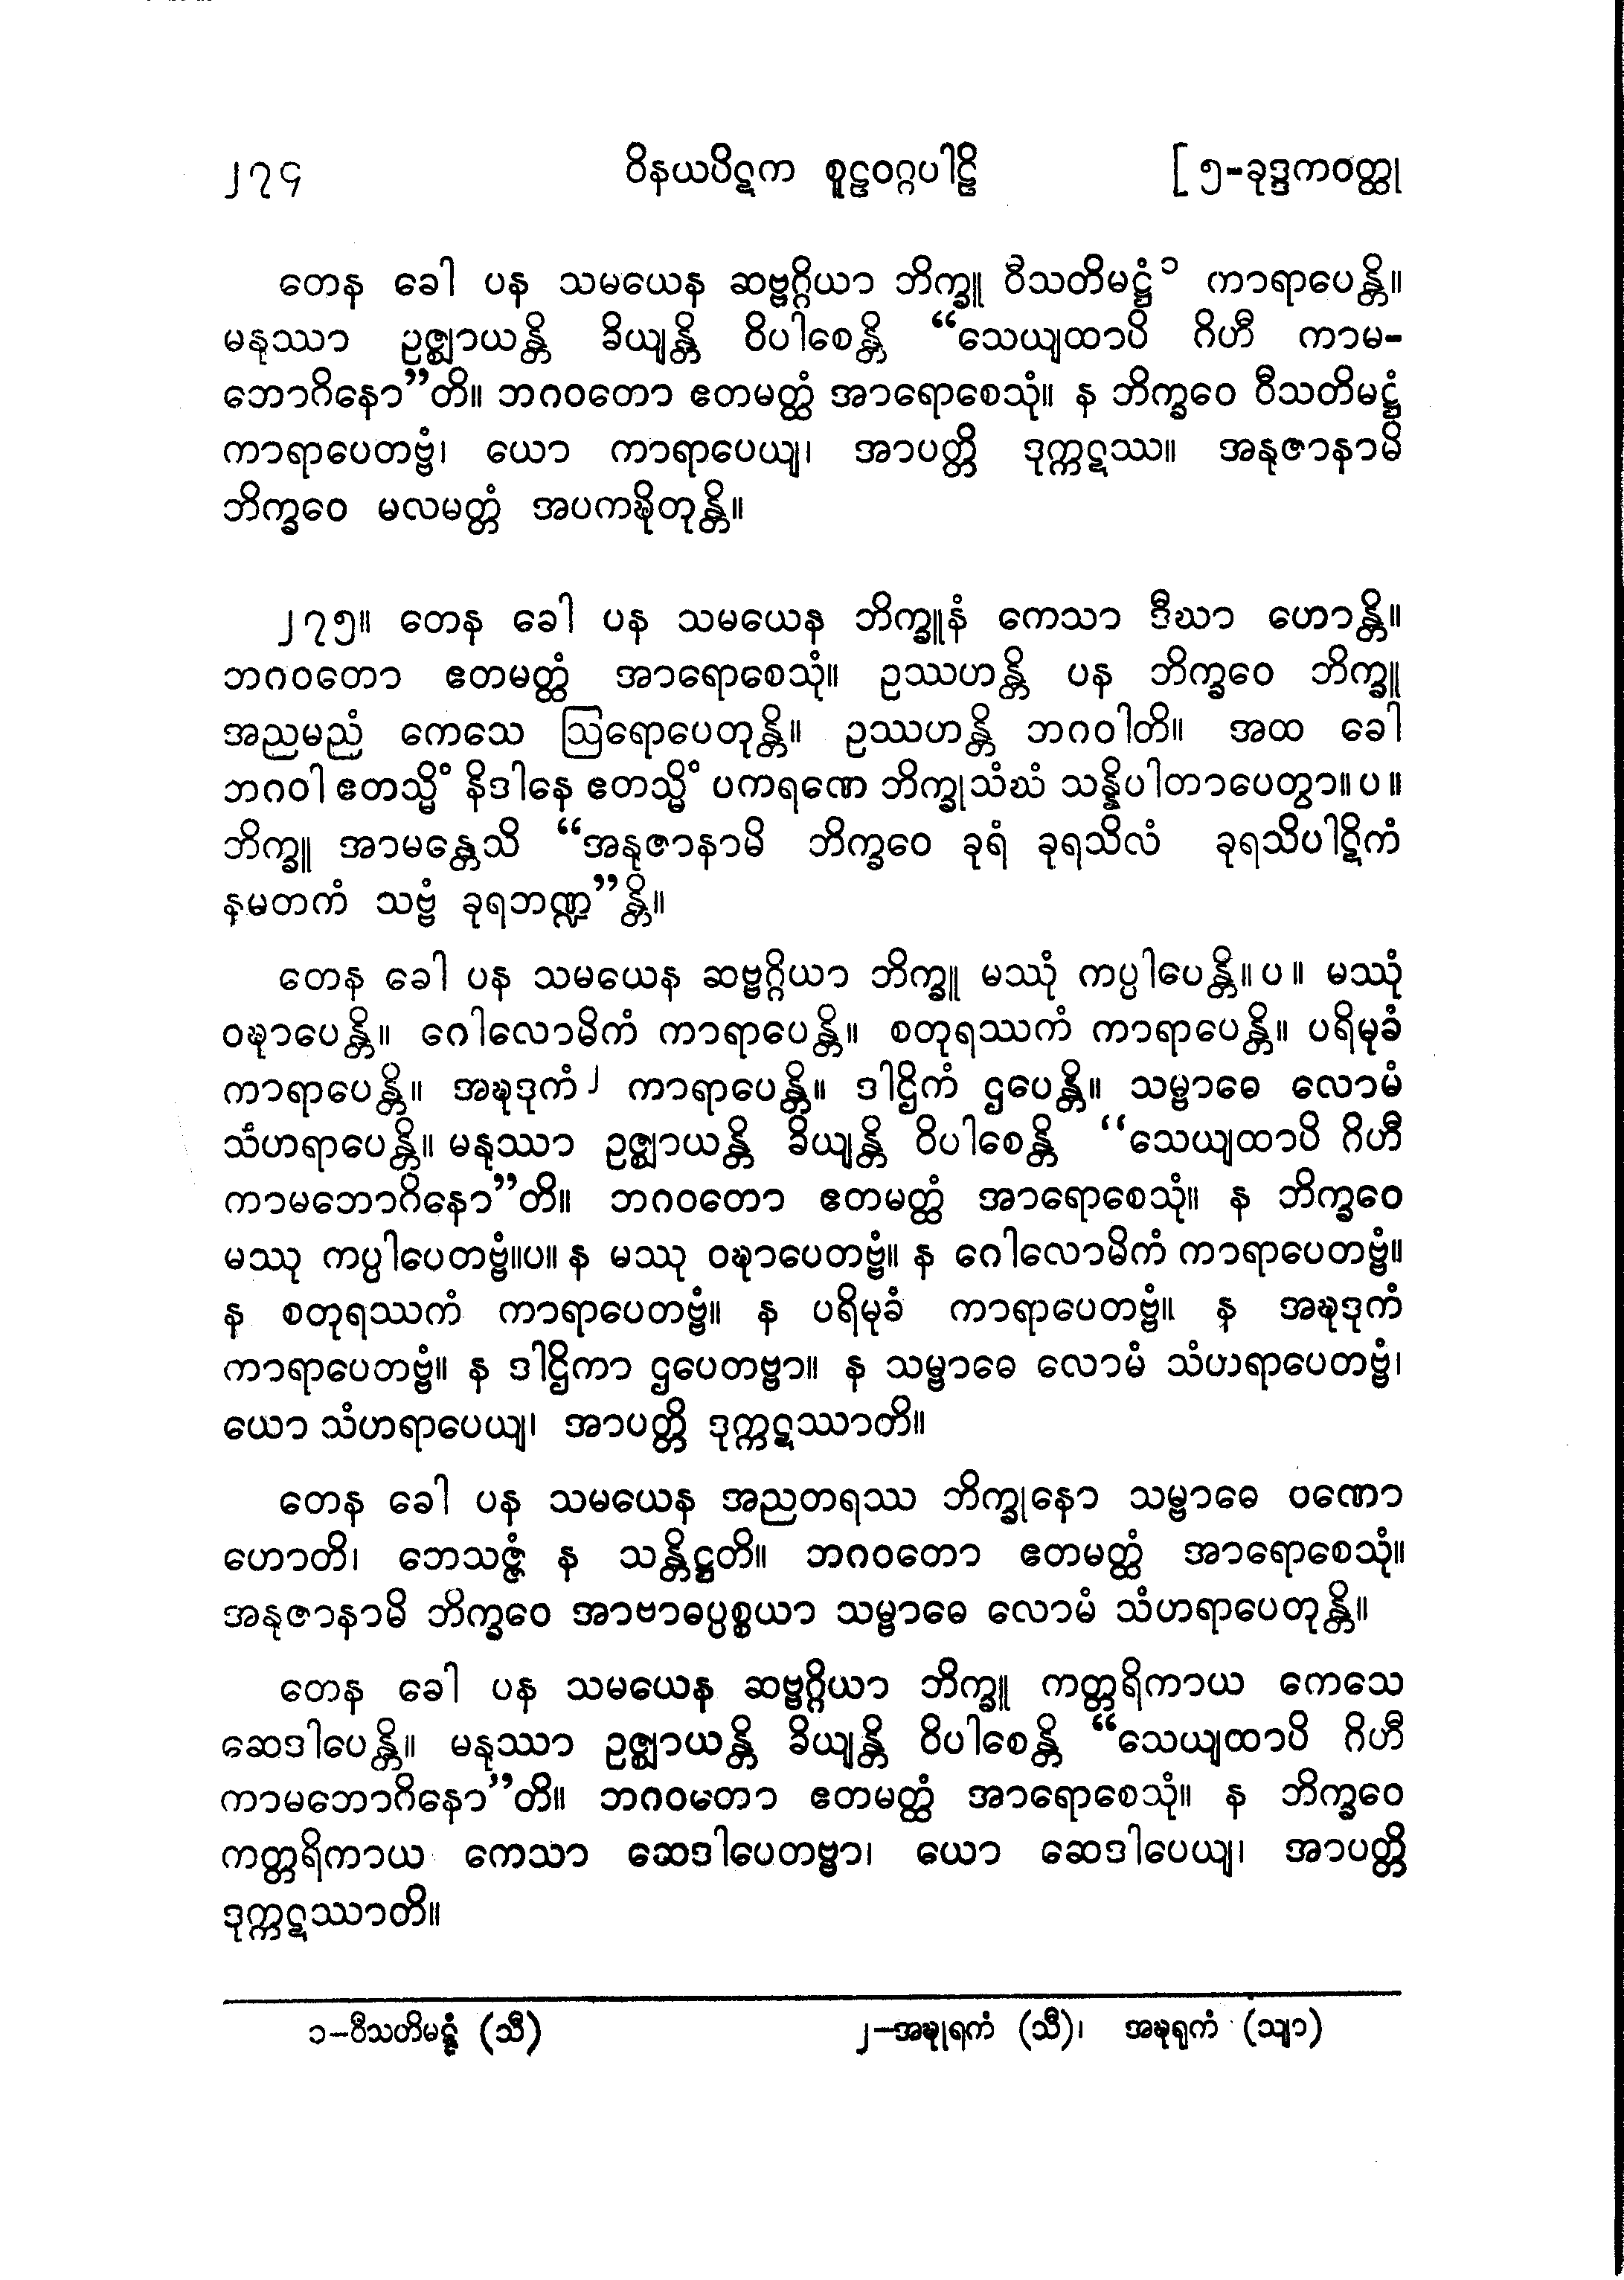 ၂၇၄ ဝိနယပိဋက စူဠဝဂ္ဂပါဠိ [ ၅-ခုဒ္ဒကဝတ္ထု
တေန ခေါ ပန သမယေန ဆဗ္ဗဂ္ဂိယာ ဘိက္ခူ ဝီသတိမဋ္ဌံ ၁ ကာရာပေန္တိ။
မနုဿာ ဥဇ္ဈာယန္တိ ခိယျန္တိ ဝိပါစေန္တိ “သေယျထာပိ ဂိဟီ ကာမ-
ဘောဂိနော”တိ။ ဘဂဝတော ဧတမတ္ထံ အာရောစေသုံ။ န ဘိက္ခဝေ ဝီသတိမဋ္ဌံ
ကာရာပေတဗ္ဗံ၊ ယော ကာရာပေယျ၊ အာပတ္တိ ဒုက္ကဋဿ။ အနုဇာနာမိ
ဘိက္ခဝေ မလမတ္တံ အပကဍ္ဎိတုန္တိ။
၂၇၅။ တေန ခေါ ပန သမယေန ဘိက္ခူနံ ကေသာ ဒီဃာ ဟောန္တိ။
ဘဂဝတော ဧတမတ္ထံ အာရောစေသုံ။ ဥဿဟန္တိ ပန ဘိက္ခဝေ ဘိက္ခူ
အညမညံ ကေသေ ဩရောပေတုန္တိ။ ဥဿဟန္တိ ဘဂဝါတိ။ အထ ခေါ
ဘဂဝါ ဧတသ္မိံ နိဒါနေ ဧတသ္မိံ ပကရဏေ ဘိက္ခုသံဃံ သန္နိပါတာပေတွာ။ပ။
ဘိက္ခူ အာမန္တေသိ “အနုဇာနာမိ ဘိက္ခဝေ ခုရံ ခုရသိလံ ခုရသိပါဋိကံ
နမတကံ သဗ္ဗံ ခုရဘဏ္ဍ”န္တိ။
တေန ခေါ ပန သမယေန ဆဗ္ဗဂ္ဂိယာ ဘိက္ခူ မဿုံ ကပ္ပါပေန္တိ။ပ။ မဿုံ
ဝဍ္ဎာပေန္တိ။ ဂေါလောမိကံ ကာရာပေန္တိ။ စတုရဿကံ ကာရာပေန္တိ။ ပရိမုခံ
ကာရာပေန္တိ။ အဍ္ဎဒုကံ ၂ ကာရာပေန္တိ။ ဒါဌိကံ ဌပေန္တိ။ သမ္ဗာဓေ လောမံ
သံဟရာပေန္တိ။ မနုဿာ ဥဇ္ဈာယန္တိ ခိယျန္တိ ဝိပါစေန္တိ “သေယျထာပိ ဂိဟီ
ကာမဘောဂိနော”တိ။ ဘဂဝတော ဧတမတ္ထံ အာရောစေသုံ။ န ဘိက္ခဝေ
မဿု ကပ္ပါပေတဗ္ဗံ။ပ။ န မဿု ဝဍ္ဎာပေတဗ္ဗံ။ န ဂေါလောမိကံ ကာရာပေတဗ္ဗံ။
န စတုရဿကံ ကာရာပေတဗ္ဗံ။ န ပရိမုခံ ကာရာပေတဗ္ဗံ။ န အဍ္ဎဒုကံ
ကာရာပေတဗ္ဗံ။ န ဒါဌိကာ ဌပေတဗ္ဗာ။ န သမ္ဗာဓေ လောမံ သံဟရာပေတဗ္ဗံ၊
ယော သံဟရာပေယျ၊ အာပတ္တိ ဒုက္ကဋဿာတိ။
တေန ခေါ ပန သမယေန အညတရဿ ဘိက္ခုနော သမ္ဗာဓေ ဝဏော
ဟောတိ၊ ဘေသဇ္ဇံ န သန္တိဋ္ဌတိ။ ဘဂဝတော ဧတမတ္ထံ အာရောစေသုံ။
အနုဇာနာမိ ဘိက္ခဝေ အာဗာဓပ္ပစ္စယာ သမ္ဗာဓေ လောမံ သံဟရာပေတုန္တိ။
တေန ခေါ ပန သမယေန ဆဗ္ဗဂ္ဂိယာ ဘိက္ခူ ကတ္တရိကာယ ကေသေ
ဆေဒါပေန္တိ။ မနုဿာ ဥဇ္ဈာယန္တိ ခိယျန္တိ ဝိပါစေန္တိ “သေယျထာပိ ဂိဟီ
ကာမဘောဂိနော”တိ။ ဘဂဝတော ဧတမတ္ထံ အာရောစေသုံ။ န ဘိက္ခဝေ
ကတ္တရိကာယ ကေသာ ဆေဒါပေတဗ္ဗာ၊ ယော ဆေဒါပေယျ၊ အာပတ္တိ
ဒုက္ကဋဿာတိ။
၁-ဝီသတိမဋ္ဋံ (သီ) ၂-အဍ္ဎုရကံ (သီ)၊ အဍ္ဎရုကံ (သျာ)